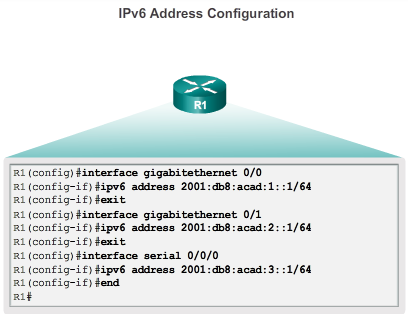 IPv6 Address Configuration
R1
R1(config)#interface gigabitethernet 0/0
R1(config-if)#ipv6 address 2001:db8:acad:1::1/64
R1(config-if)#exit
R1(config)#interface gigabitethernet 0/1
R1(config-if)#ipv6 address 2001:db8:acad:2::1/64
R1(config-if)#exit
R1(config)#interface serial 0/0/0
R1(config-if)#ipv6 address 2001:db8:acad:3::1/64
R1(config-if)#end
R1#